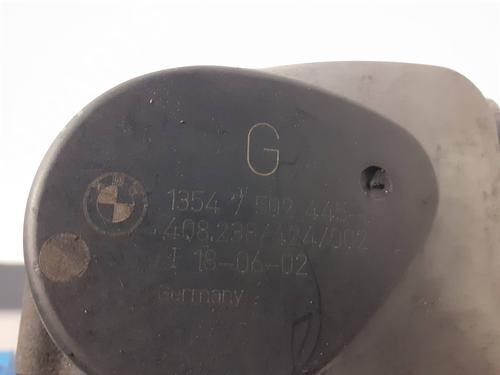 G
1354 7 502 445-
408.238/424/002
I 18-06-02
Germany